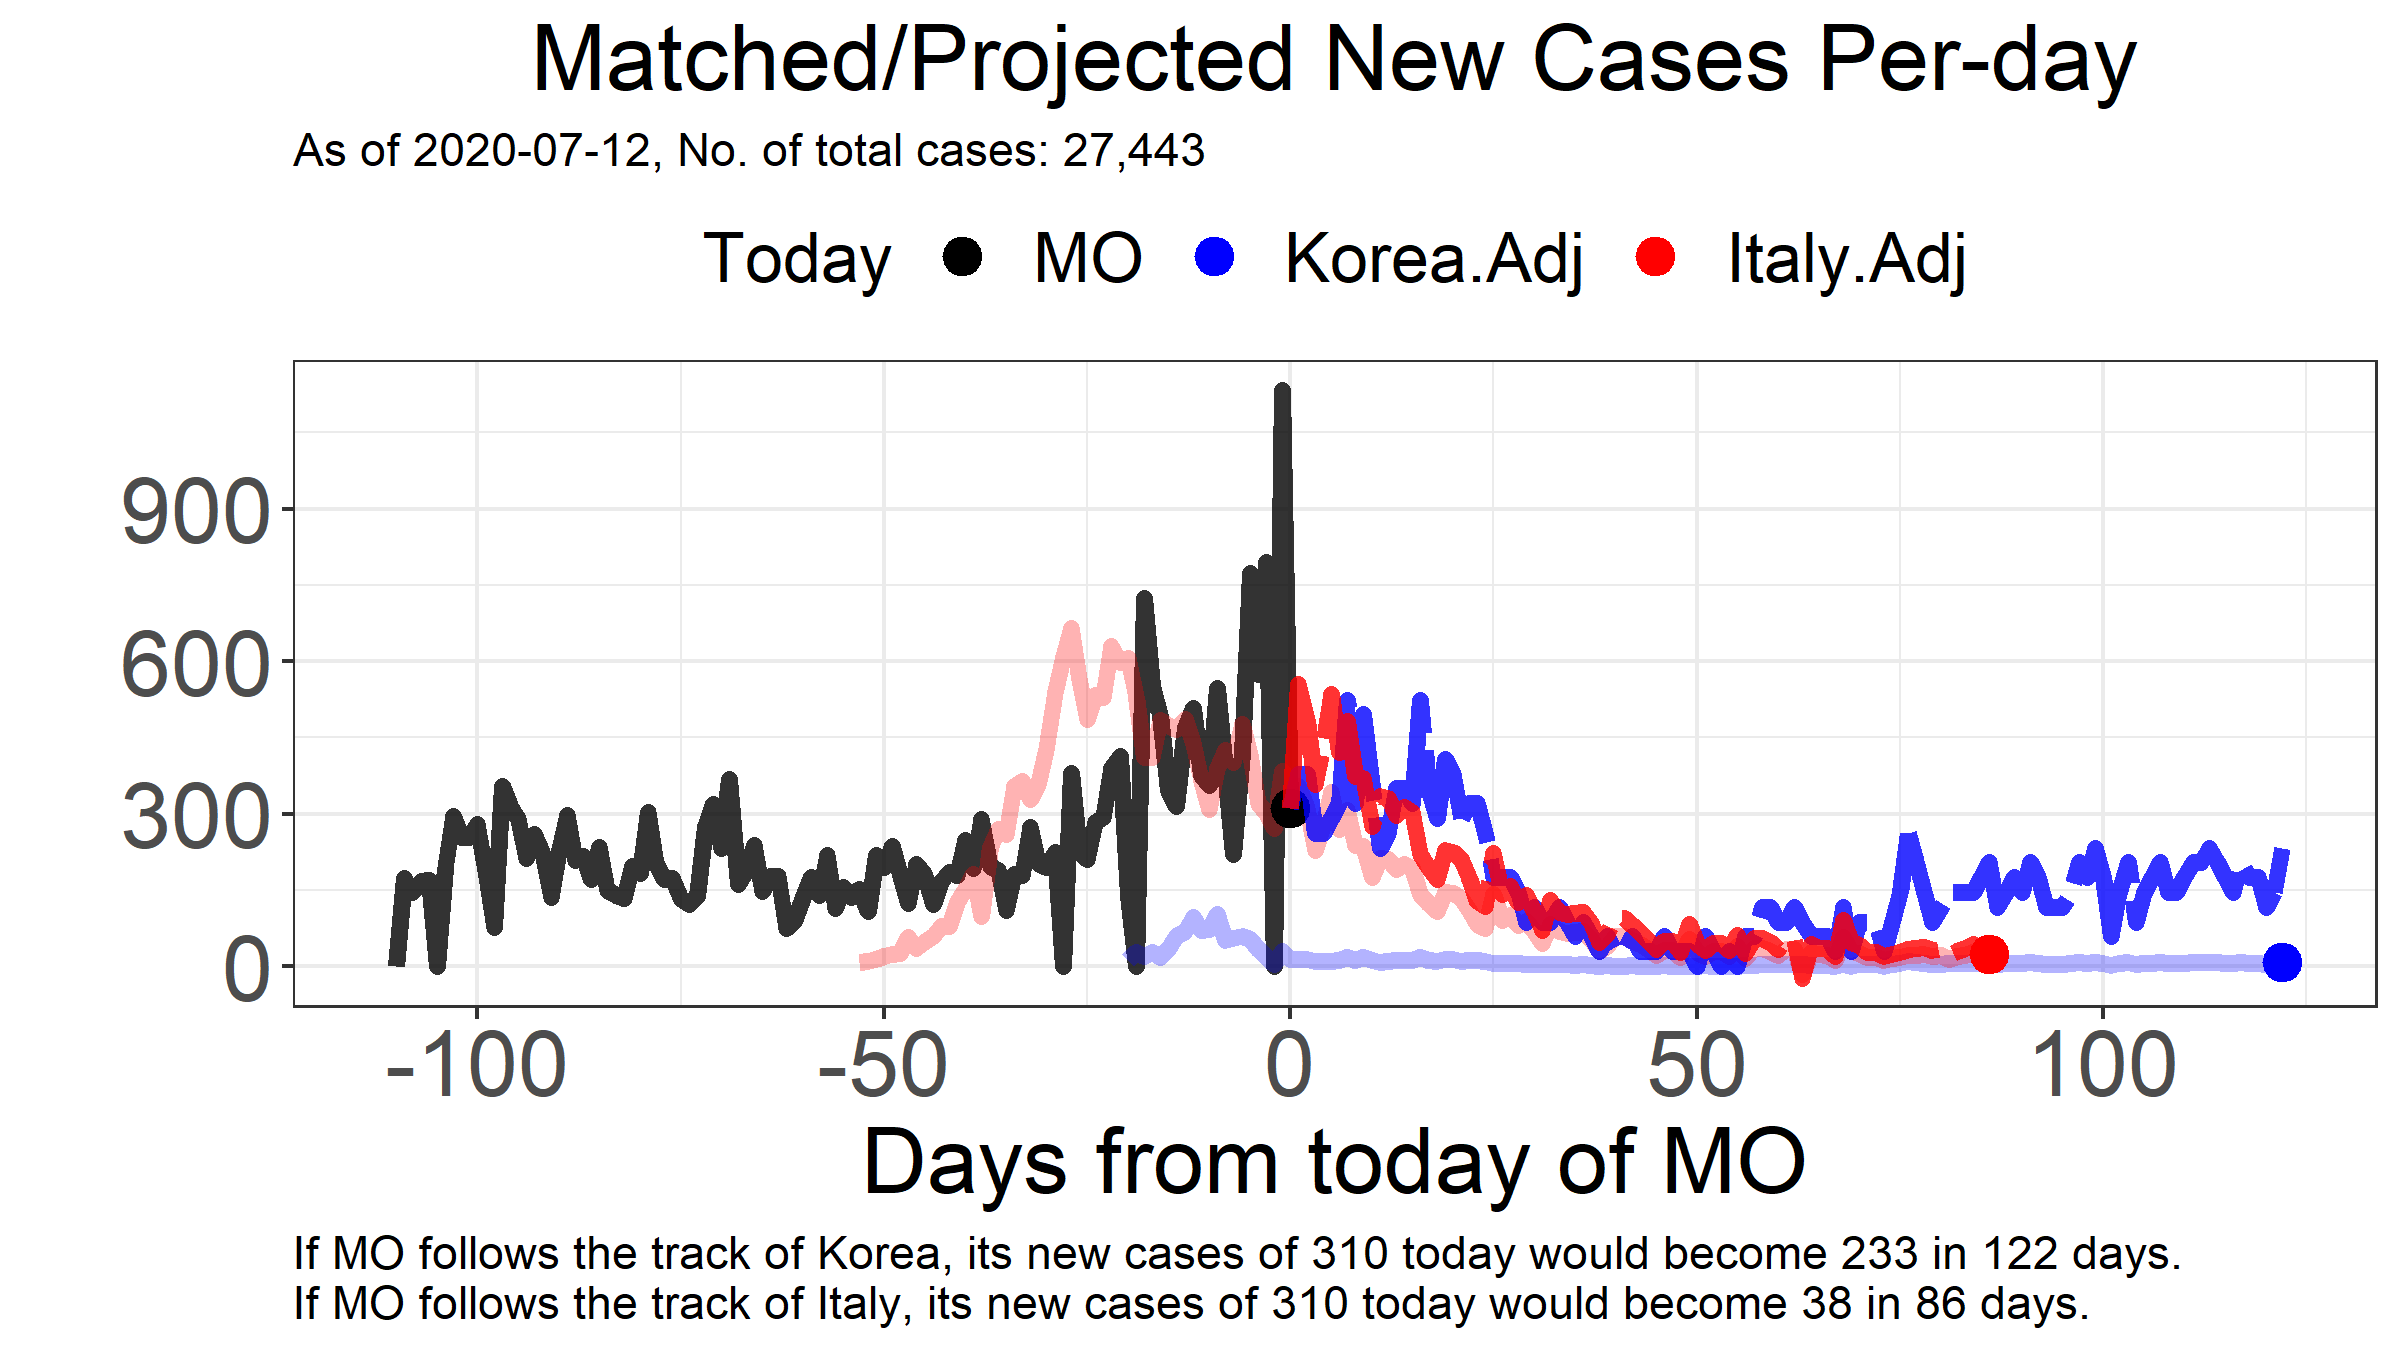 Matched/Projected New Cases Per-day
As of 2020-07-12, No. of total cases: 27,443
Today MO Korea.Adj Italy.Adj
900
600
300
0
-100 -50 0 50 100
Days from today of MO
If MO follows the track of Korea, its new cases of 310 today would become 233 in 122 days.
If MO follows the track of Italy, its new cases of 310 today would become 38 in 86 days.